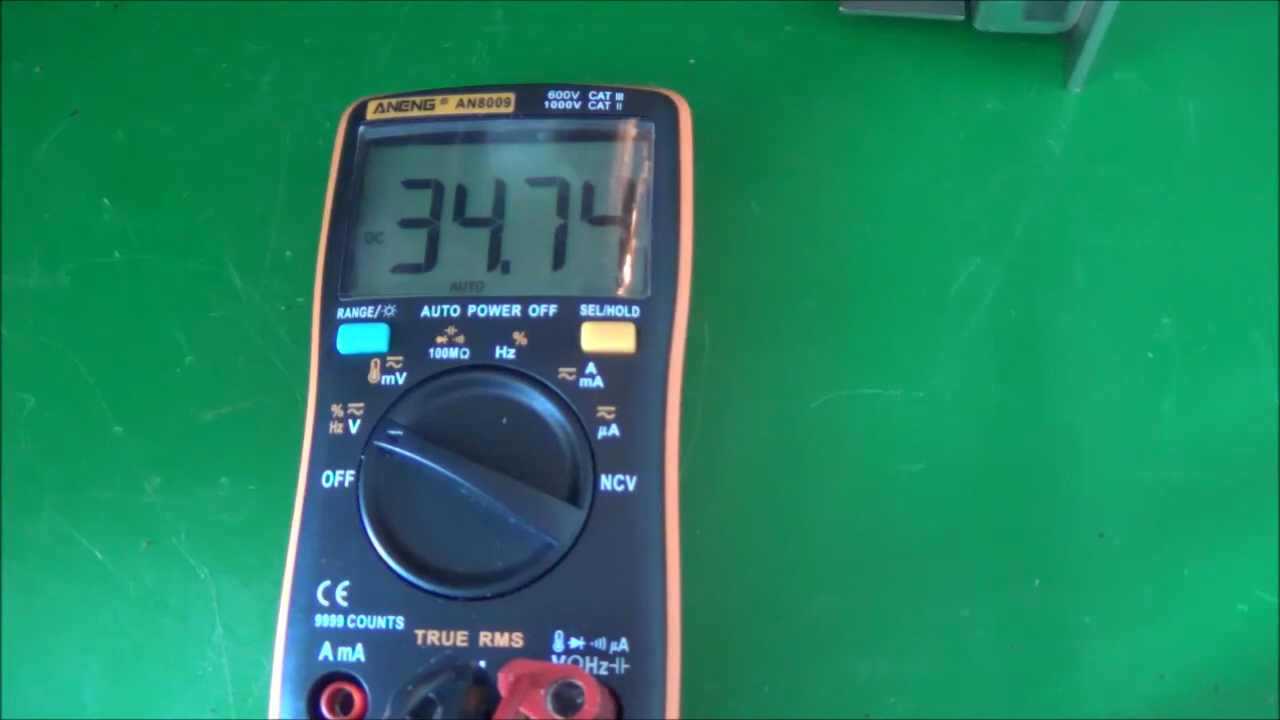 ANENG® AN8009
600V CAT III
1000V CAT II
34.74
DC
AUTO
RANGE/
AUTO POWER OFF
SEL/HOLD
100MΩ
Hz
%
mV
A
mA
% Hz V
μA
OFF
NCV
CE
9999 COUNTS
TRUE RMS
A mA
μA
VΩHz